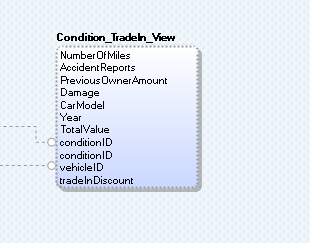 Condition_TradeIn_View
NumberOfMiles
AccidentReports
PreviousOwnerAmount
Damage
CarModel
Year
TotalValue
conditionID
conditionID
vehicleID
tradeInDiscount